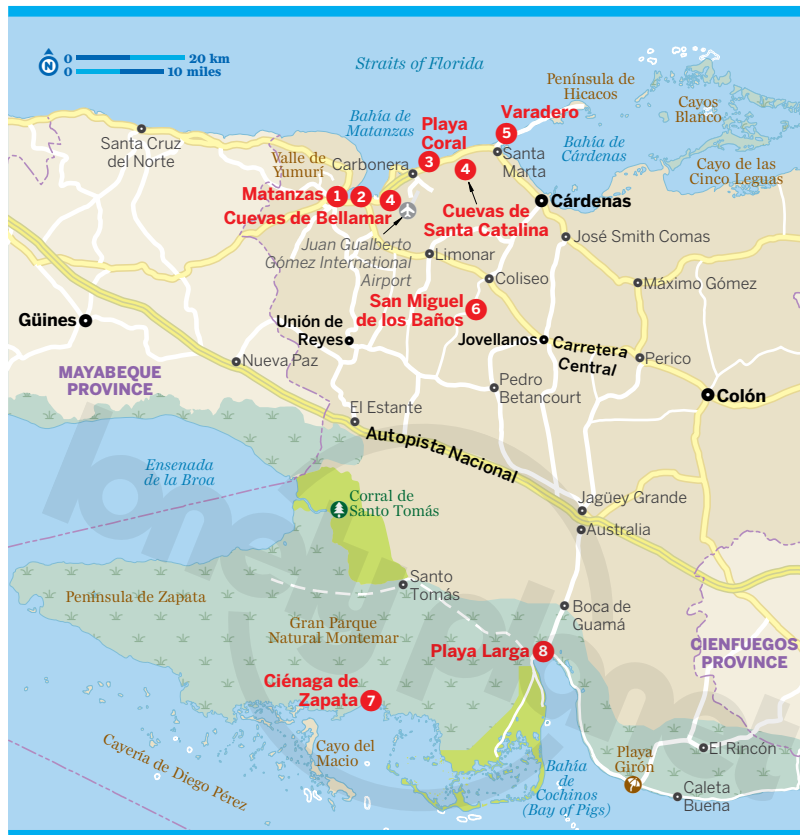 0 20 km
N
0 10 miles
Straits of Florida
Península de
Hicacos
Cayos
Blanco
Bahía de
Matanzas
Varadero
5
Playa
Coral
3
Santa Cruz
del Norte
Santa
Marta
Bahía de
Cárdenas
Cayo de las
Cinco Leguas
Valle de
Yumurí
Carbonera
4
Matanzas 1 2 4
Cuevas de Bellamar
Cuevas de
Santa Catalina
Cárdenas
Juan Gualberto
Gómez International
Airport
Limonar
José Smith Comas
Coliseo
Máximo Gómez
San Miguel
de los Baños 6
Güines
Unión de
Reyes
Jovellanos
Carretera
Central
Perico
Nueva Paz
MAYABEQUE
PROVINCE
Pedro
Betancourt
Colón
El Estante
Autopista Nacional
Ensenada
de la Broa
Corral de
Santo Tomás
Jagüey Grande
Australia
Santo
Tomás
Península de Zapata
Boca de
Guamá
Gran Parque
Natural Montemar
CIENFUEGOS
PROVINCE
Playa Larga 8
Ciénaga de
Zapata 7
Cayo del
Macio
Cayería de Diego Pérez
Bahía
de
Cochinos
(Bay of Pigs)
Playa
Girón
El Rincón
Caleta
Buena
lonely planet